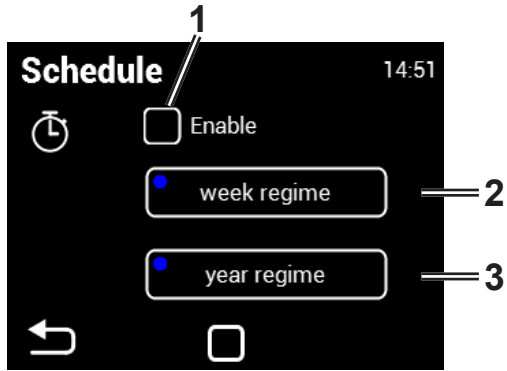 1
Schedule 14:51
Enable
week regime 2
year regime 3